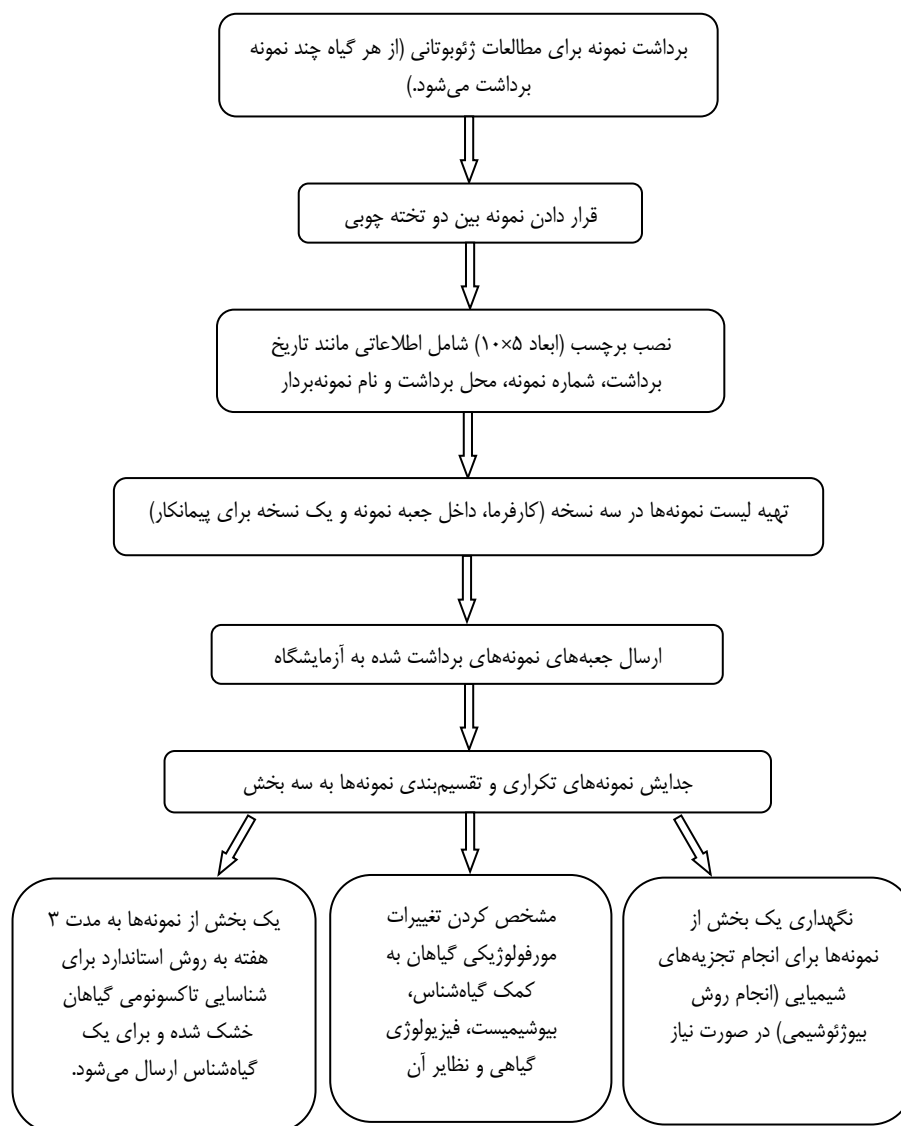 برداشت نمونه برای مطالعات ژئوبوتانی (از هر گیاه چند نمونه
برداشت می‌شود.)
قرار دادن نمونه بین دو تخته چوبی
نصب برچسب (ابعاد ۵×۱۰) شامل اطلاعاتی مانند تاریخ
برداشت، شماره نمونه، محل برداشت و نام نمونه‌بردار
تهیه لیست نمونه‌ها در سه نسخه (کارفرما، داخل جعبه نمونه و یک نسخه برای پیمانکار)
ارسال جعبه‌های نمونه‌های برداشت شده به آزمایشگاه
جدایش نمونه‌های تکراری و تقسیم‌بندی نمونه‌ها به سه بخش
نگهداری یک بخش از
نمونه‌ها برای انجام تجزیه‌های
شیمیایی (انجام روش
بیوژئوشیمی) در صورت نیاز
مشخص کردن تغییرات
مورفولوژیکی گیاهان به
کمک گیاه‌شناس،
بیوشیمیست، فیزیولوژی
گیاهی و نظایر آن
یک بخش از نمونه‌ها به مدت ۳
هفته به روش استاندارد برای
شناسایی تاکسونومی گیاهان
خشک شده و برای یک
گیاه‌شناس ارسال می‌شود.